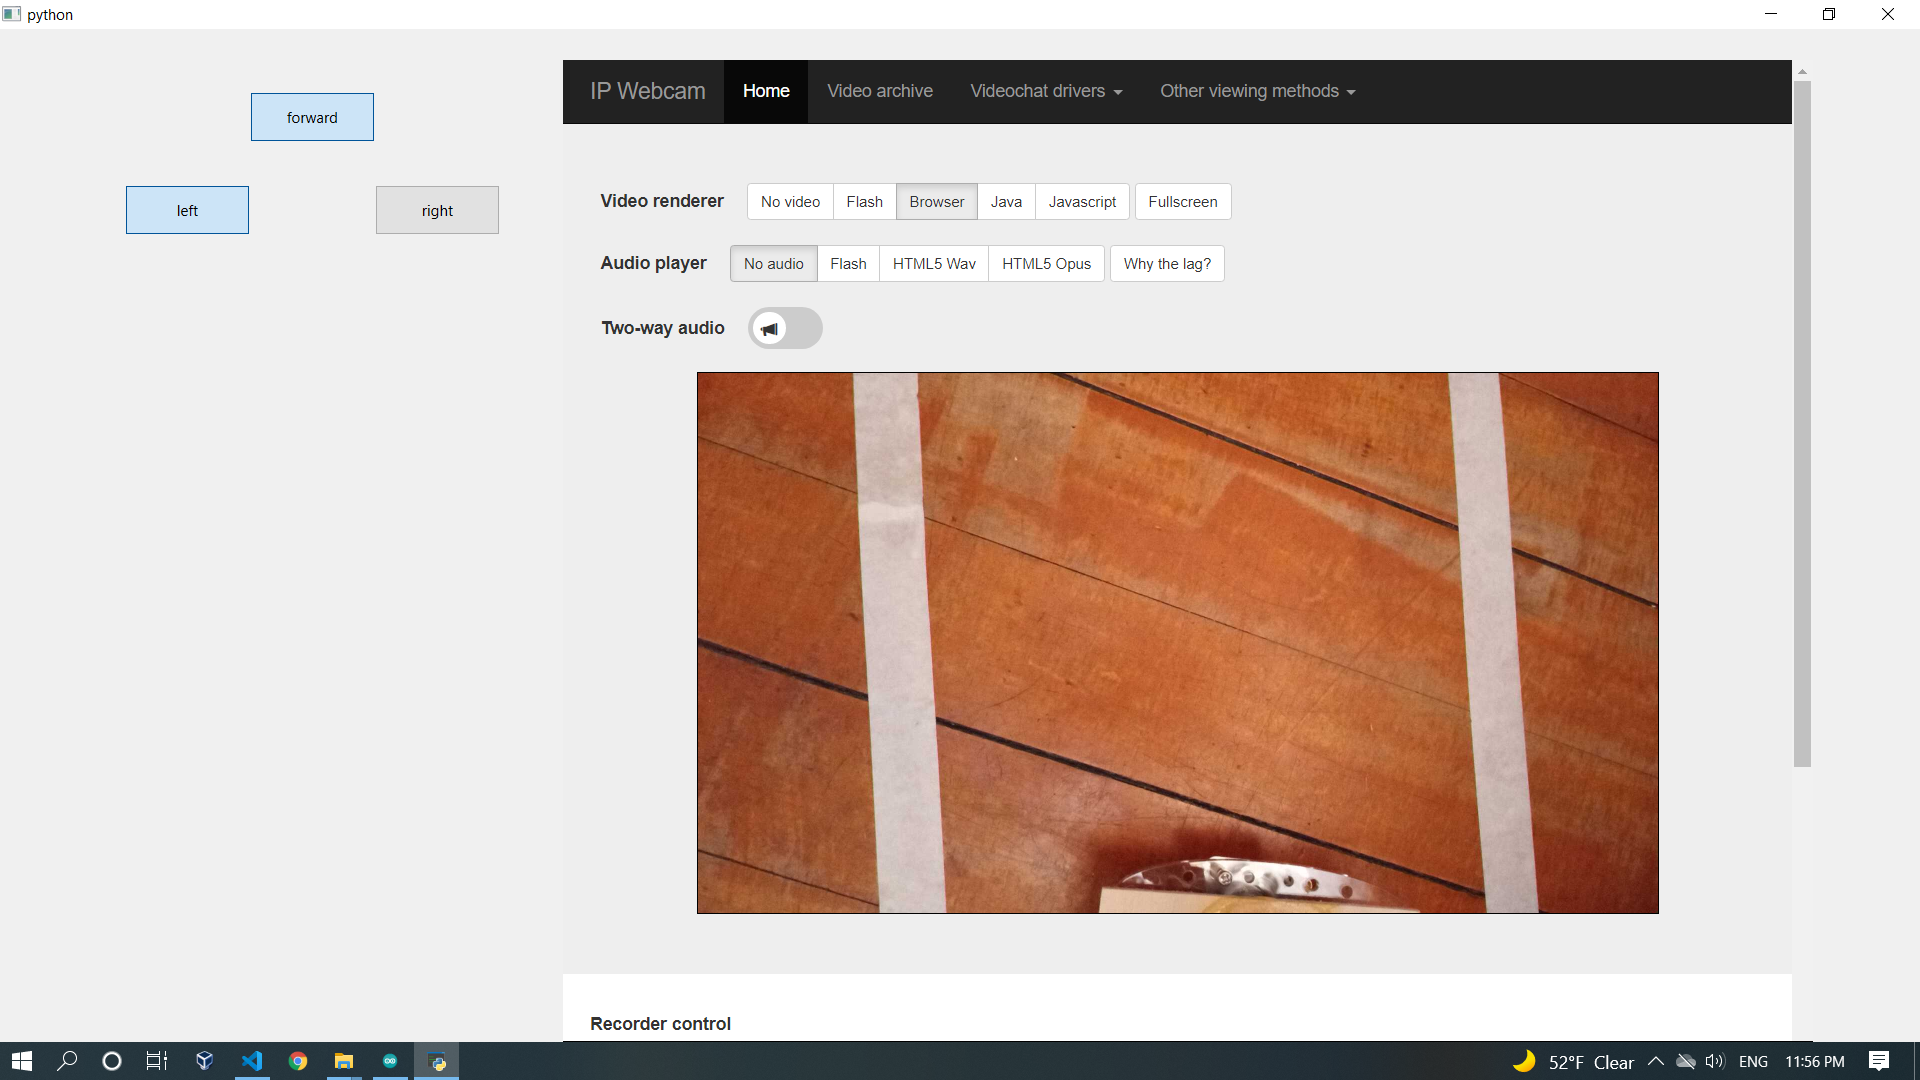 python
forward
left
right
IP Webcam Home Video archive Videochat drivers Other viewing methods
Video renderer No video Flash Browser Java Javascript Fullscreen
Audio player No audio Flash HTML5 Wav HTML5 Opus Why the lag?
Two-way audio
Recorder control
52°F Clear ENG 11:56 PM